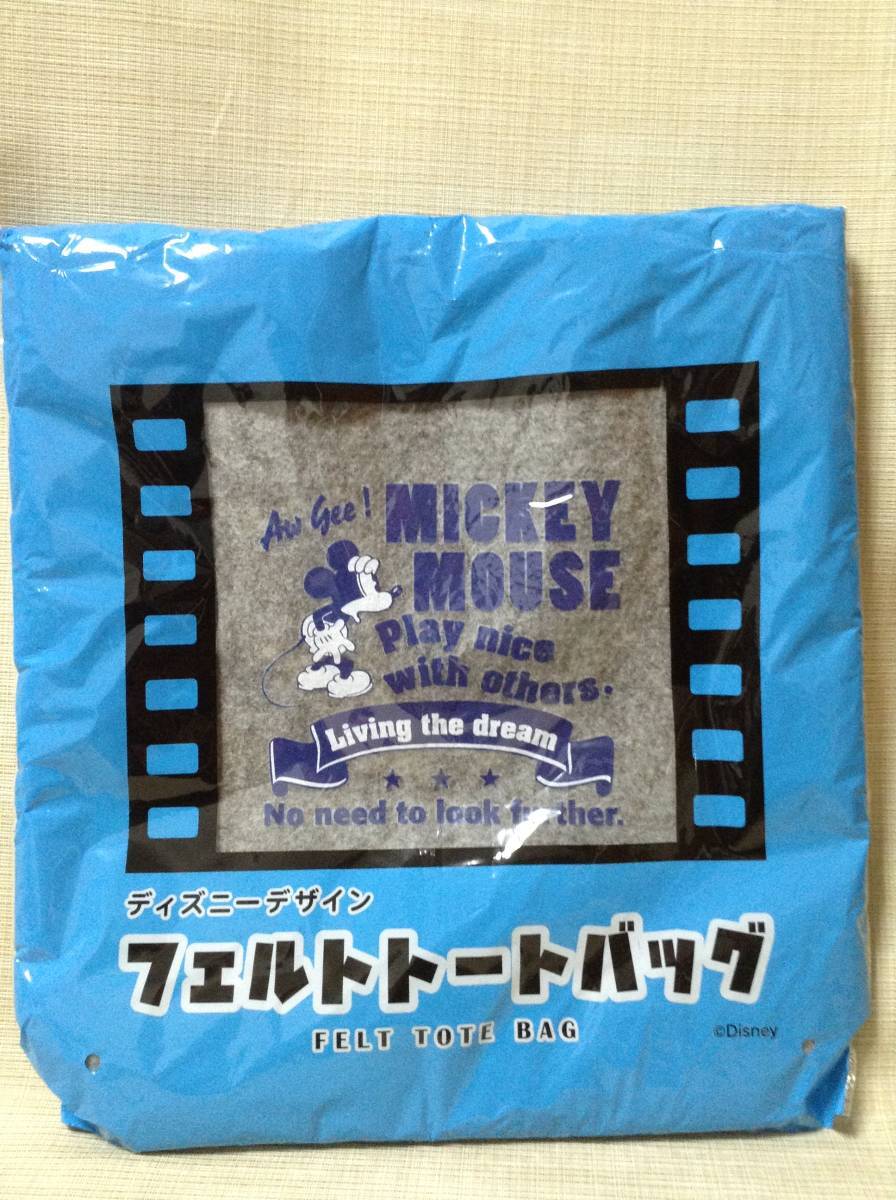 Aw Gee! MICKEY
MOUSE
Play nice
with others.
Living the dream
No need to look further.
ディズニーデザイン
フェルトトートバッグ
FELT TOTE BAG
©Disney